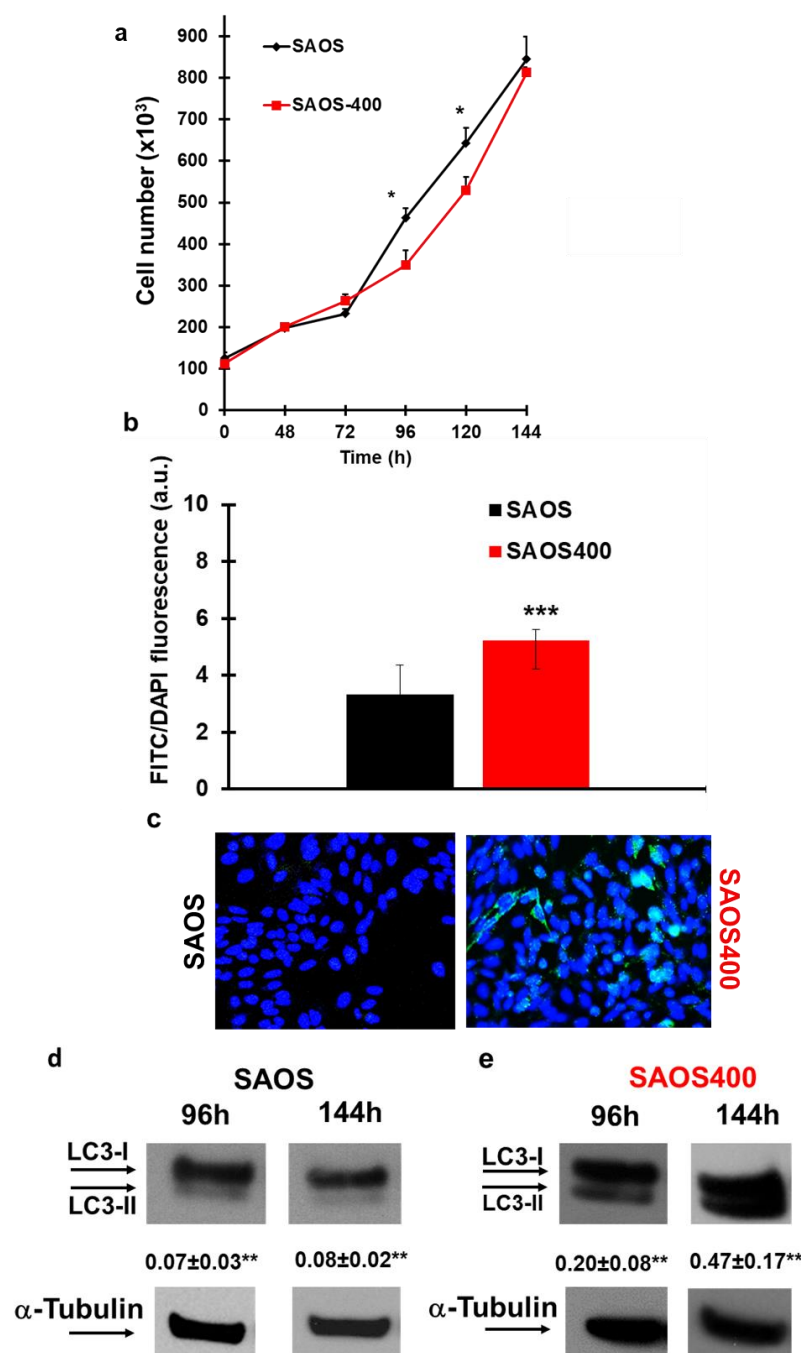 a
SAOS
SAOS-400
Cell number (x10³)
900
800
700
600
500
400
300
200
100
0
*
*
0 48 72 96 120 144
Time (h)
b
FITC/DAPI fluorescence (a.u.)
10
8
6
4
2
0
SAOS
SAOS400
***
c
SAOS
SAOS400
d
SAOS
96h 144h
LC3-I
LC3-II
0.07±0.03** 0.08±0.02**
α-Tubulin
e
SAOS400
96h 144h
LC3-I
LC3-II
0.20±0.08** 0.47±0.17**
α-Tubulin